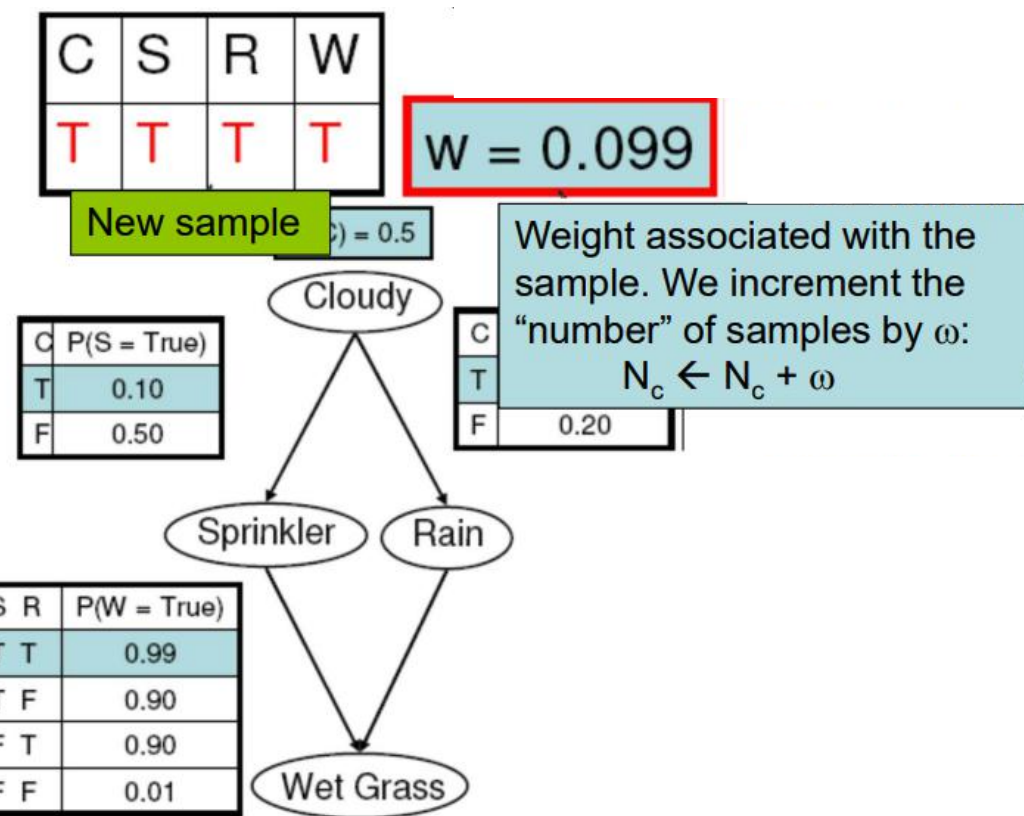 C S R W
T T T T
w = 0.099
New sample
) = 0.5
Weight associated with the
sample. We increment the
“number” of samples by ω:
Nc ← Nc + ω
Cloudy
C P(S = True)
T 0.10
F 0.50
C
T
F 0.20
Sprinkler
Rain
S R P(W = True)
T T 0.99
T F 0.90
F T 0.90
F F 0.01
Wet Grass